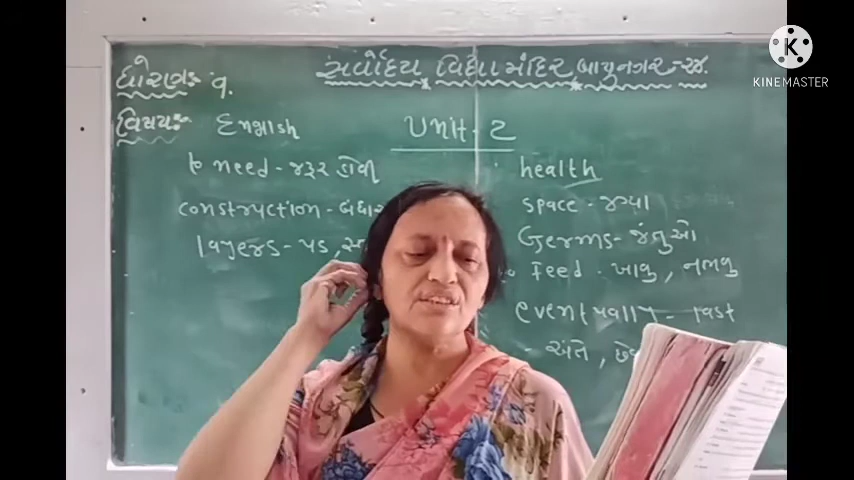 સર્વોદય વિદ્યામંદિર, બાપુનગર-૨૪.
ધોરણઃ ૧.
વિષયઃ English
Unit-2
to need - જરૂર હોવી
construction -
layers - પડ,
health
space - જગ્યા
Germs - જંતુઓ
Feed - ખાવુ,
eventually - last
અંતે,
K
KINEMASTER